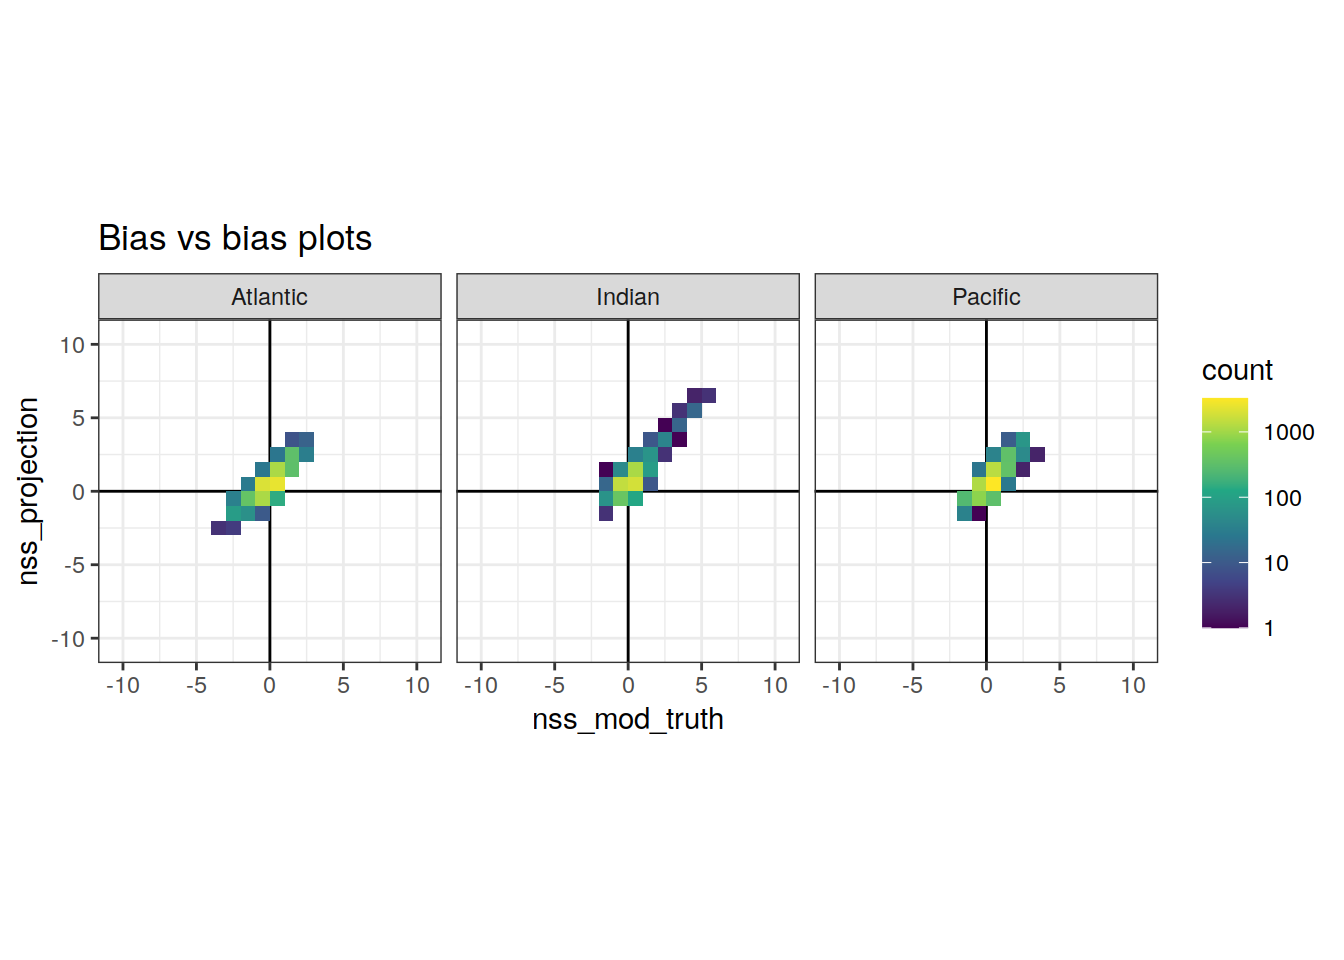 Bias vs bias plots
Atlantic
Indian
Pacific
10
5
0
-5
-10
nss_projection
-10 -5 0 5 10
-10 -5 0 5 10
-10 -5 0 5 10
nss_mod_truth
count
1000
100
10
1